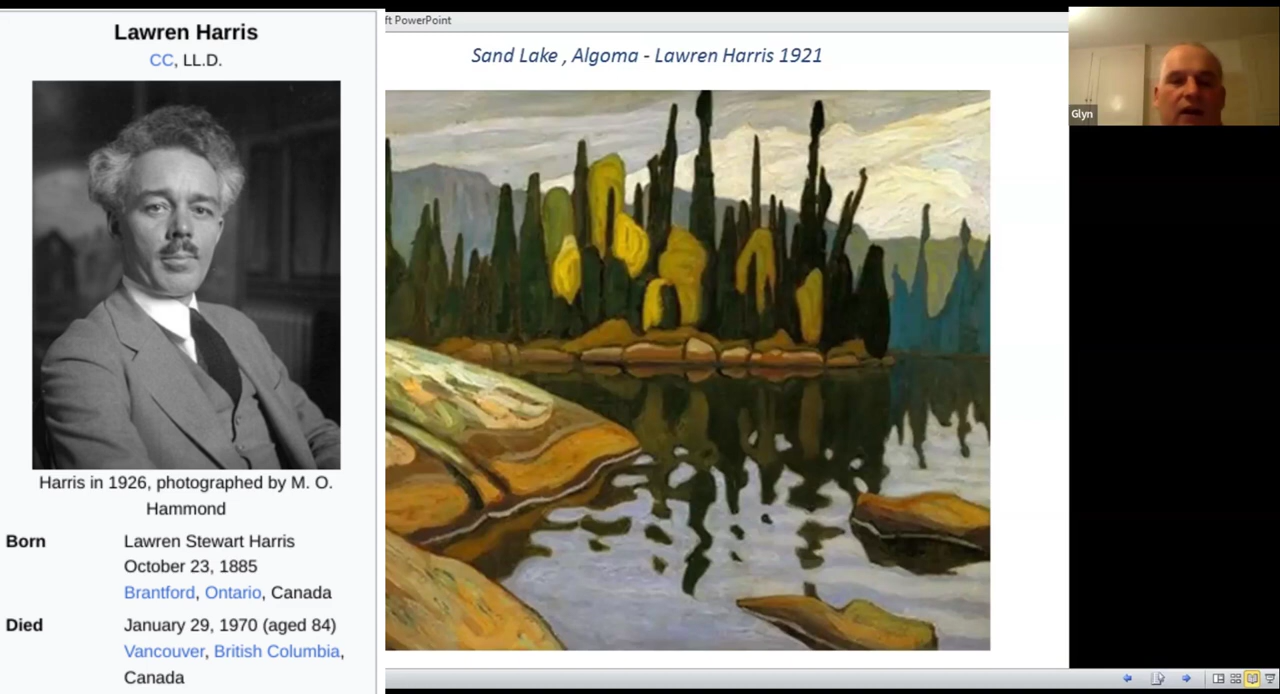 Lawren Harris
CC, LL.D.
Harris in 1926, photographed by M. O.
Hammond
Born
Lawren Stewart Harris
October 23, 1885
Brantford, Ontario, Canada
Died
January 29, 1970 (aged 84)
Vancouver, British Columbia,
Canada
ft PowerPoint
Sand Lake , Algoma - Lawren Harris 1921
Glyn